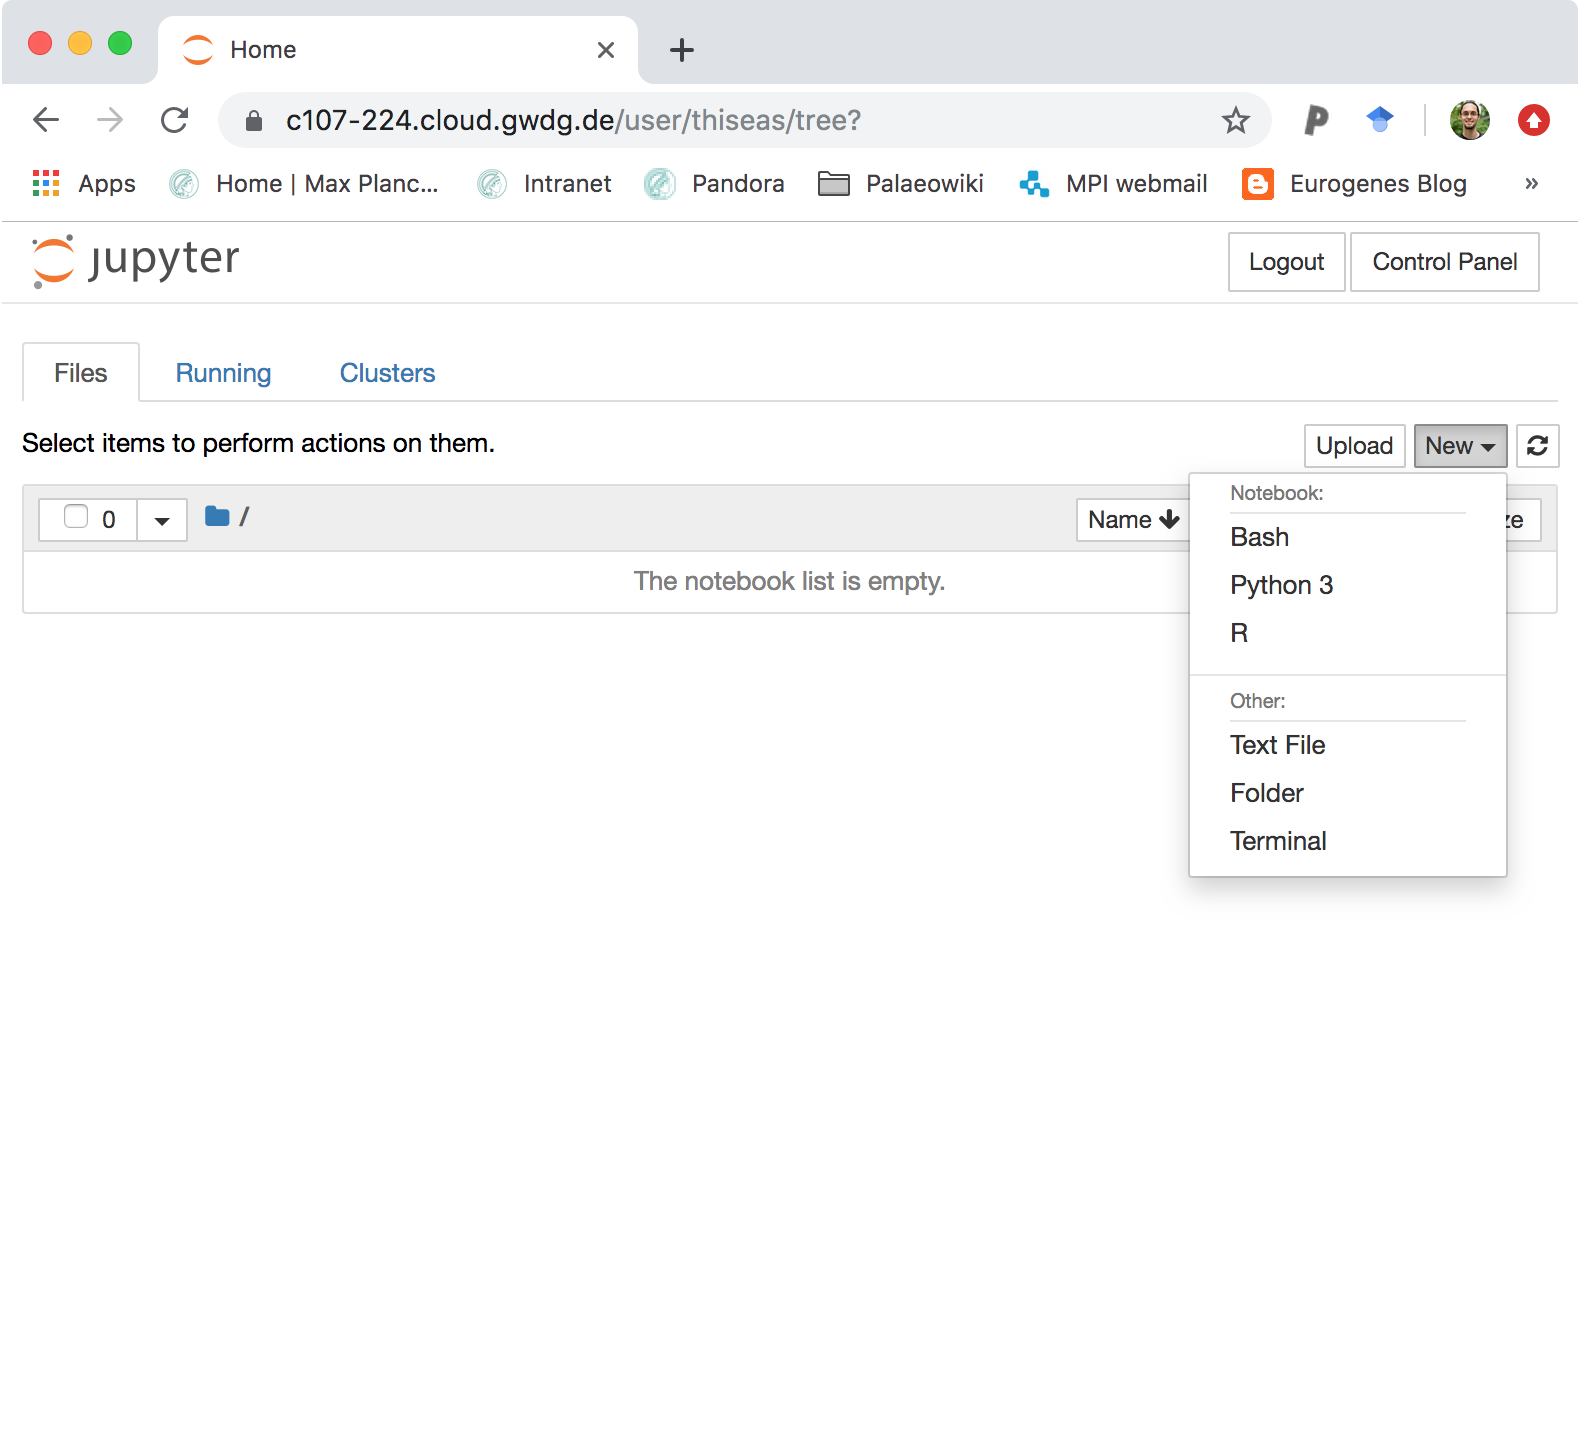 Home
c107-224.cloud.gwdg.de/user/thiseas/tree?
Apps Home | Max Planc... Intranet Pandora Palaeowiki MPI webmail Eurogenes Blog »
jupyter Logout Control Panel
Files Running Clusters
Select items to perform actions on them. Upload New
0 / Name ze
The notebook list is empty.
Notebook:
Bash
Python 3
R
Other:
Text File
Folder
Terminal